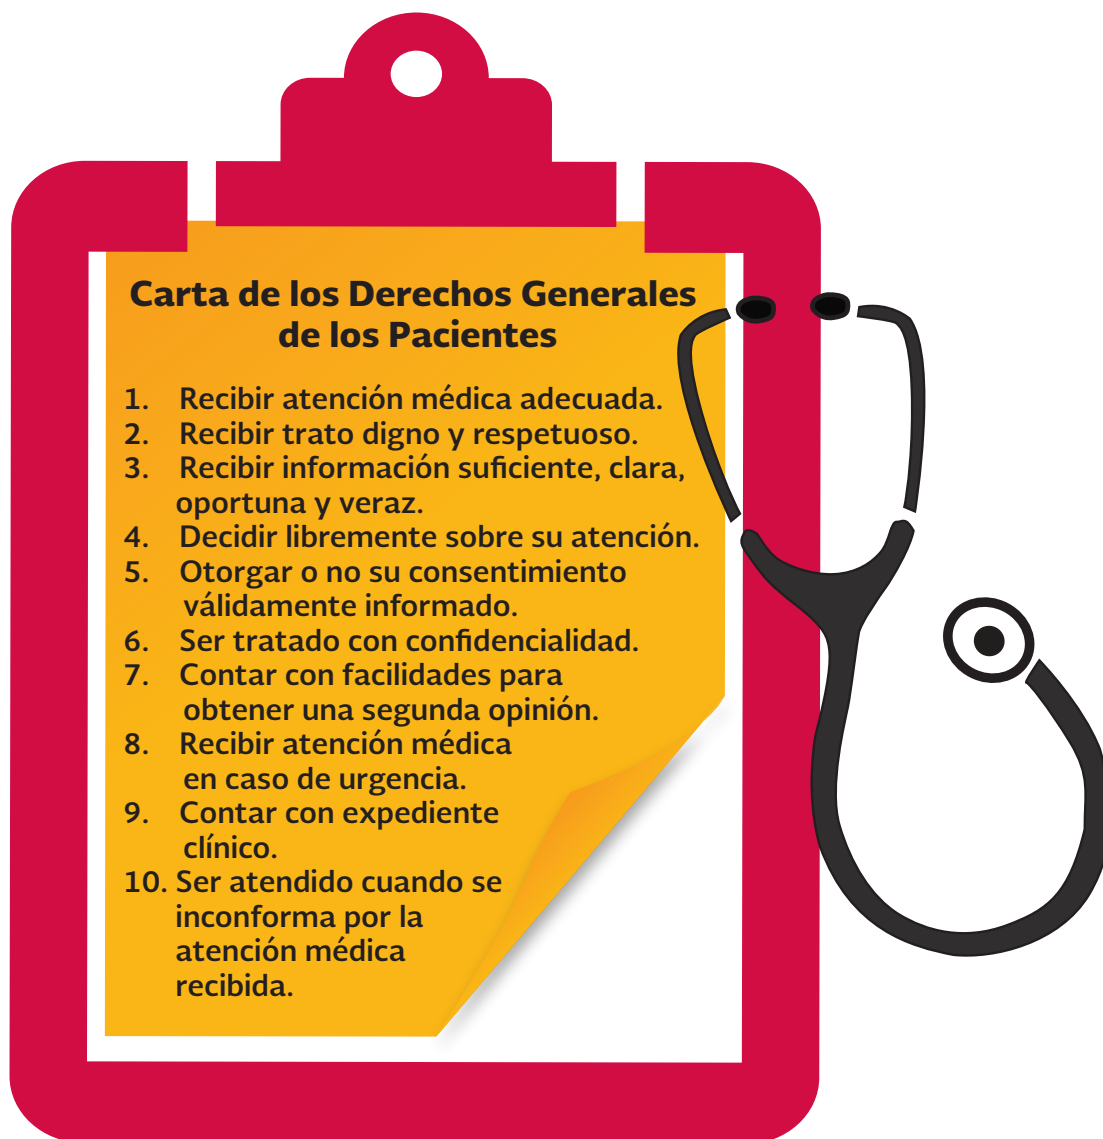 Carta de los Derechos Generales
de los Pacientes
1. Recibir atención médica adecuada.
2. Recibir trato digno y respetuoso.
3. Recibir información suficiente, clara,
oportuna y veraz.
4. Decidir libremente sobre su atención.
5. Otorgar o no su consentimiento
válidamente informado.
6. Ser tratado con confidencialidad.
7. Contar con facilidades para
obtener una segunda opinión.
8. Recibir atención médica
en caso de urgencia.
9. Contar con expediente
clínico.
10. Ser atendido cuando se
inconforma por la
atención médica
recibida.